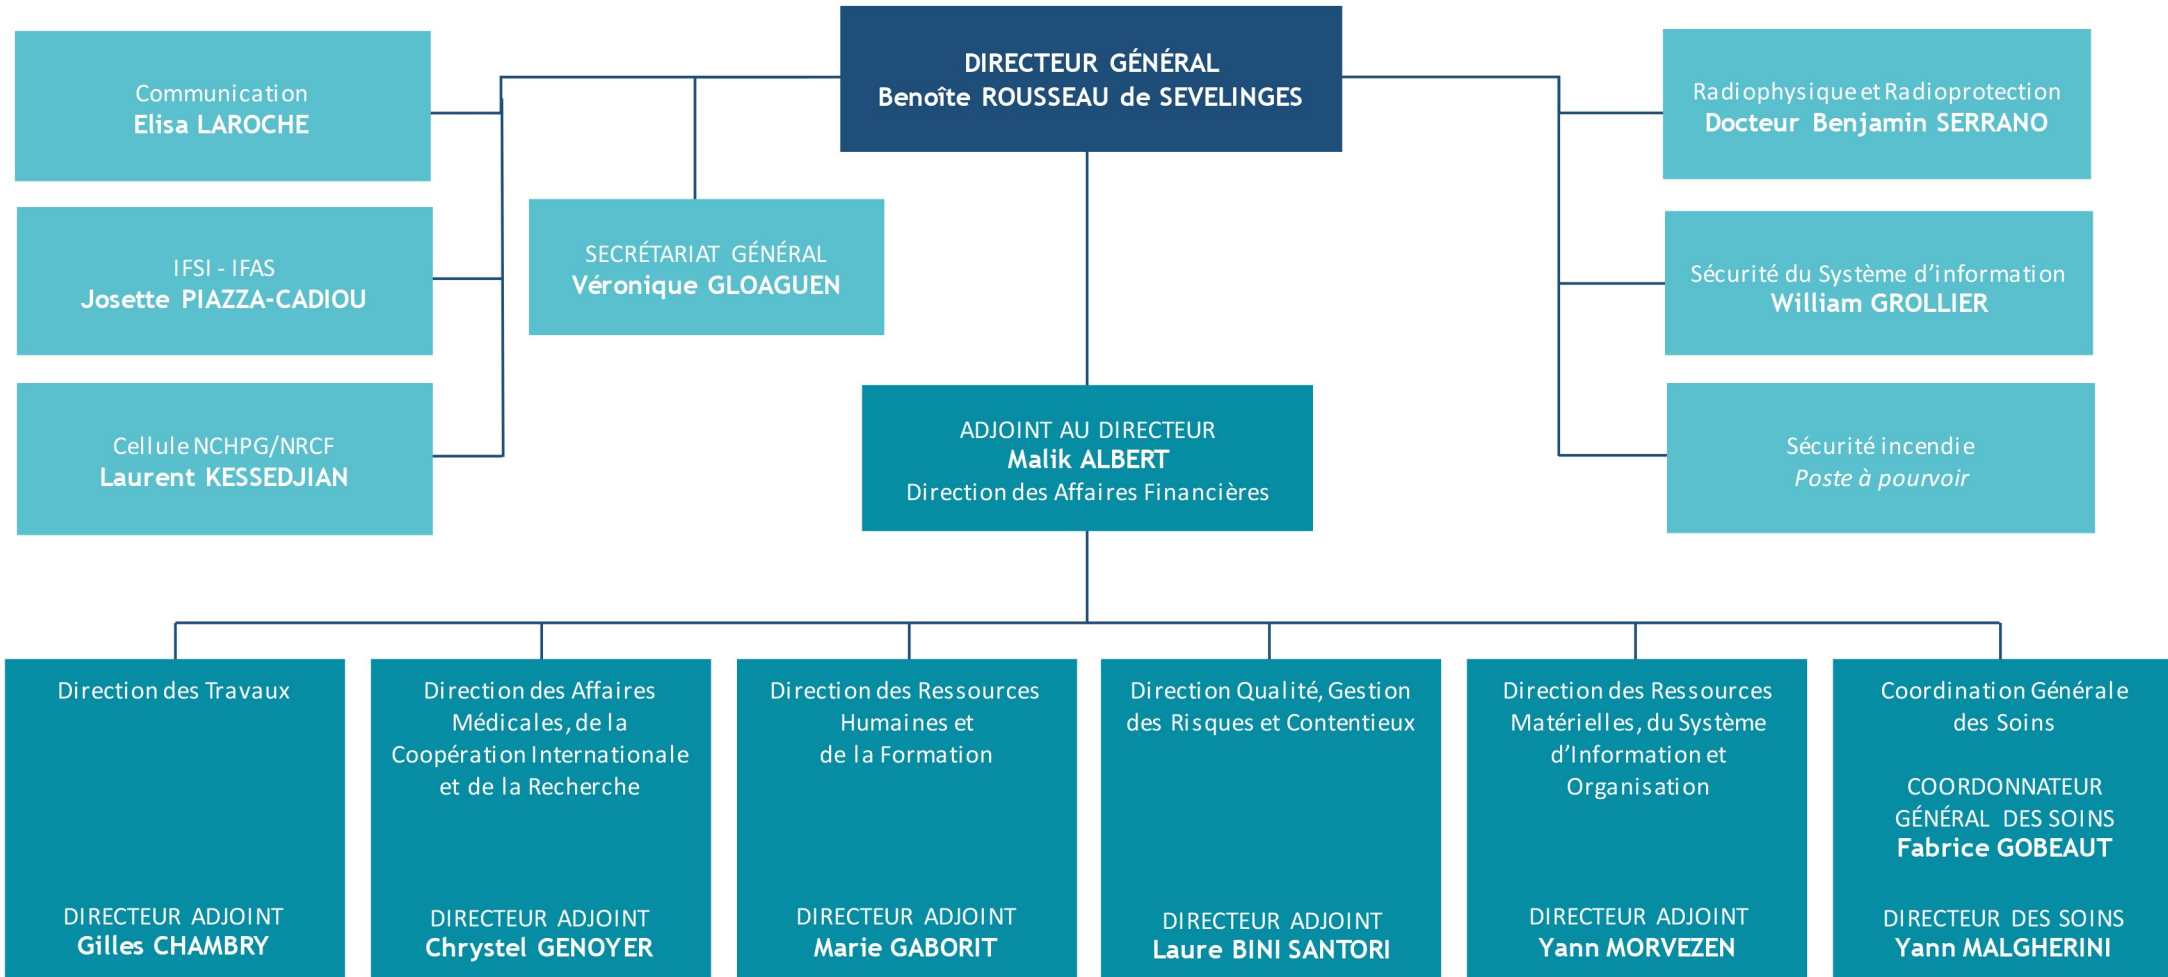 DIRECTEUR GÉNÉRAL
Benoîte ROUSSEAU de SEVELINGES
Communication
Elisa LAROCHE
IFSI - IFAS
Josette PIAZZA-CADIOU
Cellule NCHPG/NRCF
Laurent KESSEDJIAN
SECRÉTARIAT GÉNÉRAL
Véronique GLOAGUEN
Radiophysique et Radioprotection
Docteur Benjamin SERRANO
Sécurité du Système d’information
William GROLLIER
Sécurité incendie
Poste à pourvoir
ADJOINT AU DIRECTEUR
Malik ALBERT
Direction des Affaires Financières
Direction des Travaux
DIRECTEUR ADJOINT
Gilles CHAMBRY
Direction des Affaires
Médicales, de la
Coopération Internationale
et de la Recherche
DIRECTEUR ADJOINT
Chrystel GENOYER
Direction des Ressources
Humaines et
de la Formation
DIRECTEUR ADJOINT
Marie GABORIT
Direction Qualité, Gestion
des Risques et Contentieux
DIRECTEUR ADJOINT
Laure BINI SANTORI
Direction des Ressources
Matérielles, du Système
d’Information et
Organisation
DIRECTEUR ADJOINT
Yann MORVEZEN
Coordination Générale
des Soins
COORDONNATEUR
GÉNÉRAL DES SOINS
Fabrice GOBEAUT
DIRECTEUR DES SOINS
Yann MALGHERINI